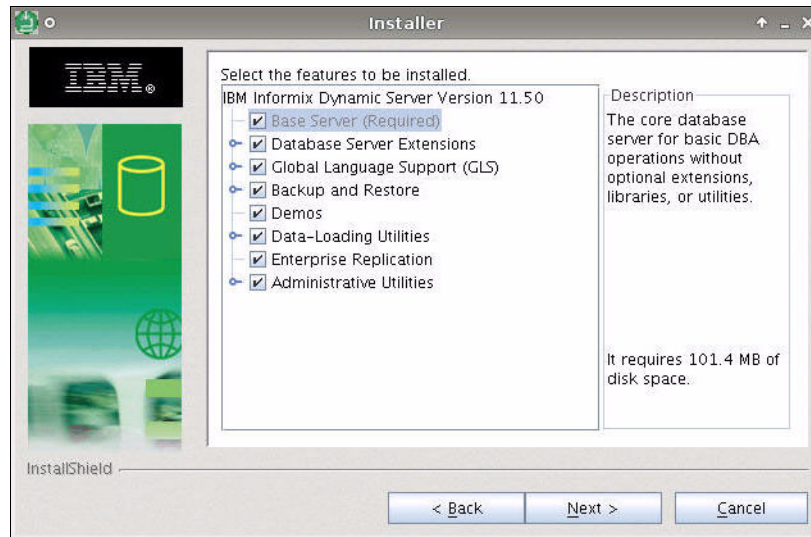 Installer
IBM®
Select the features to be installed.
IBM Informix Dynamic Server Version 11.50
Base Server (Required)
Database Server Extensions
Global Language Support (GLS)
Backup and Restore
Demos
Data-Loading Utilities
Enterprise Replication
Administrative Utilities
Description
The core database
server for basic DBA
operations without
optional extensions,
libraries, or utilities.
It requires 101.4 MB of
disk space.
InstallShield
< Back
Next >
Cancel